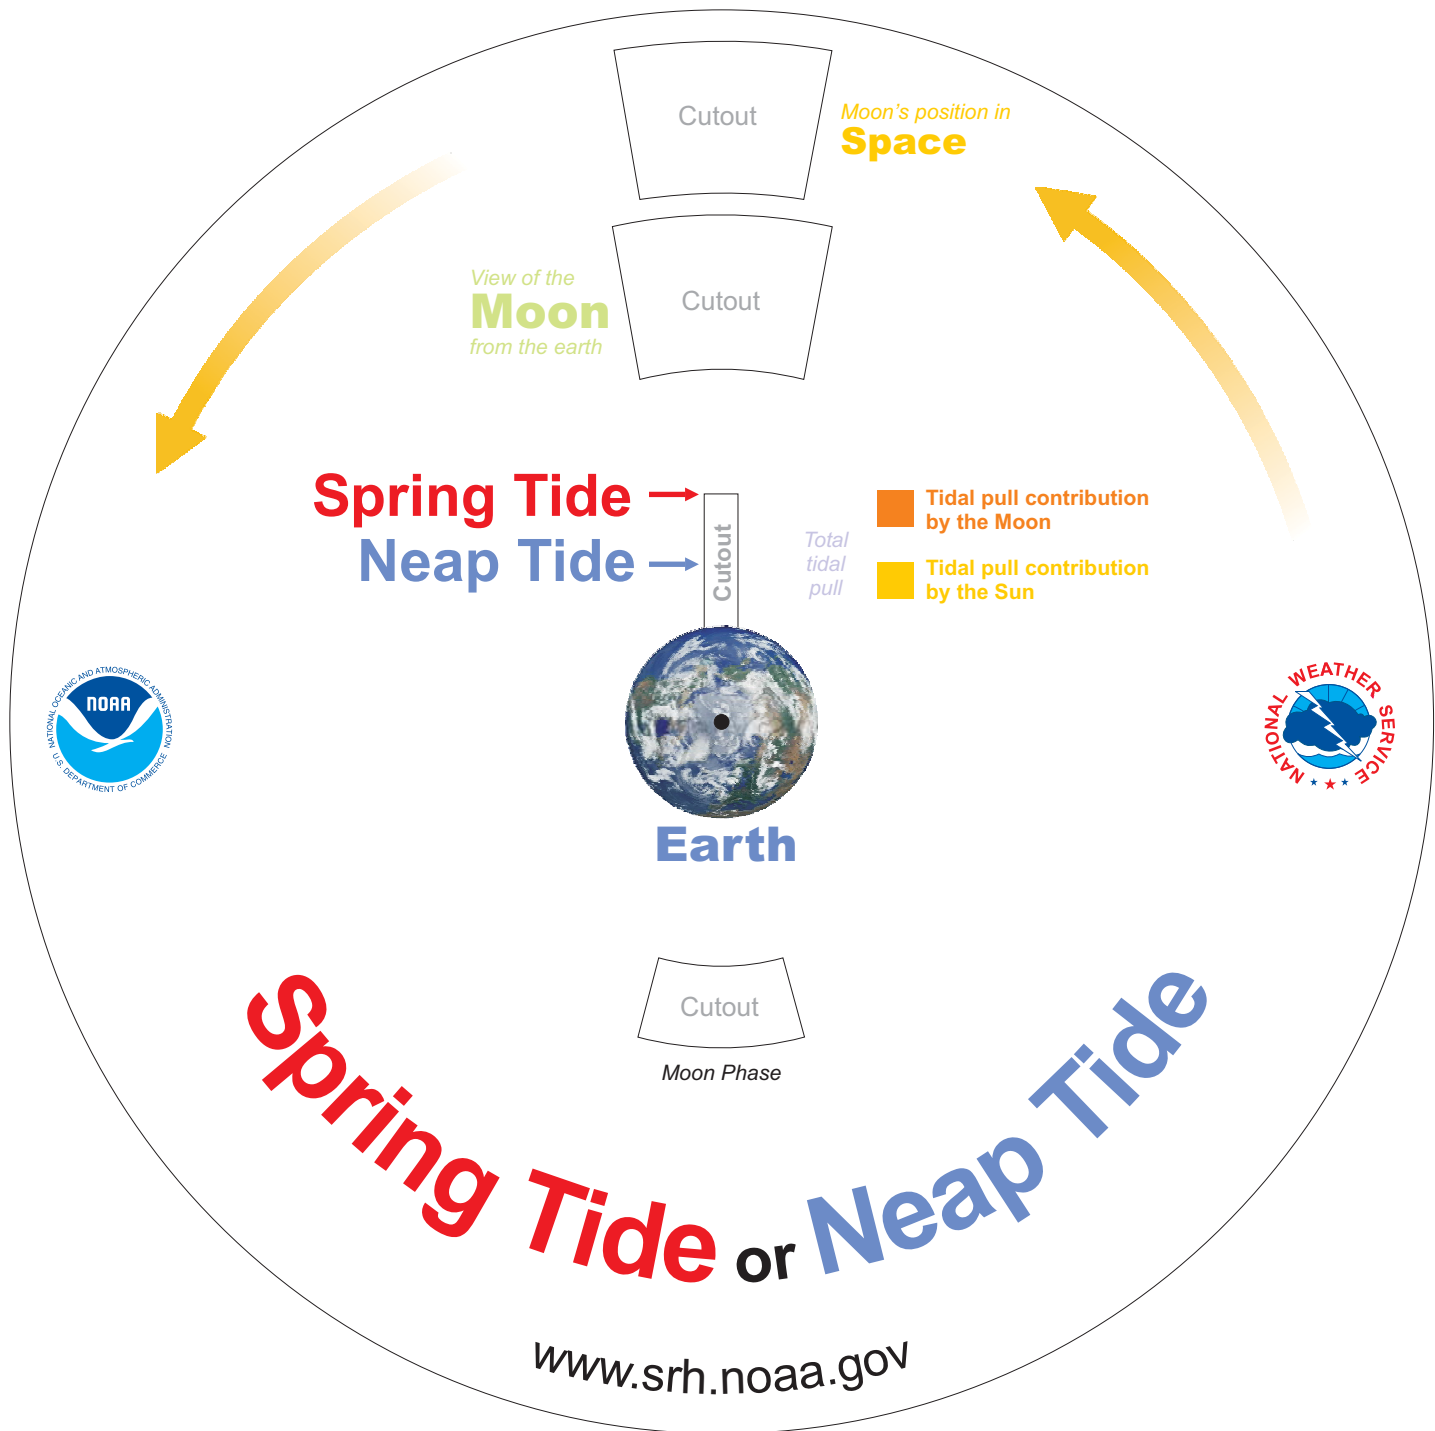 Cutout
Moon's position in
Space
View of the
Moon
from the earth
Cutout
Spring Tide
Neap Tide
Cutout
Total
tidal
pull
Tidal pull contribution
by the Moon
Tidal pull contribution
by the Sun
NATIONAL OCEANIC AND ATMOSPHERIC ADMINISTRATION
NOAA
U.S. DEPARTMENT OF COMMERCE
NATIONAL WEATHER SERVICE
Earth
Cutout
Moon Phase
Spring Tide or Neap Tide
www.srh.noaa.gov